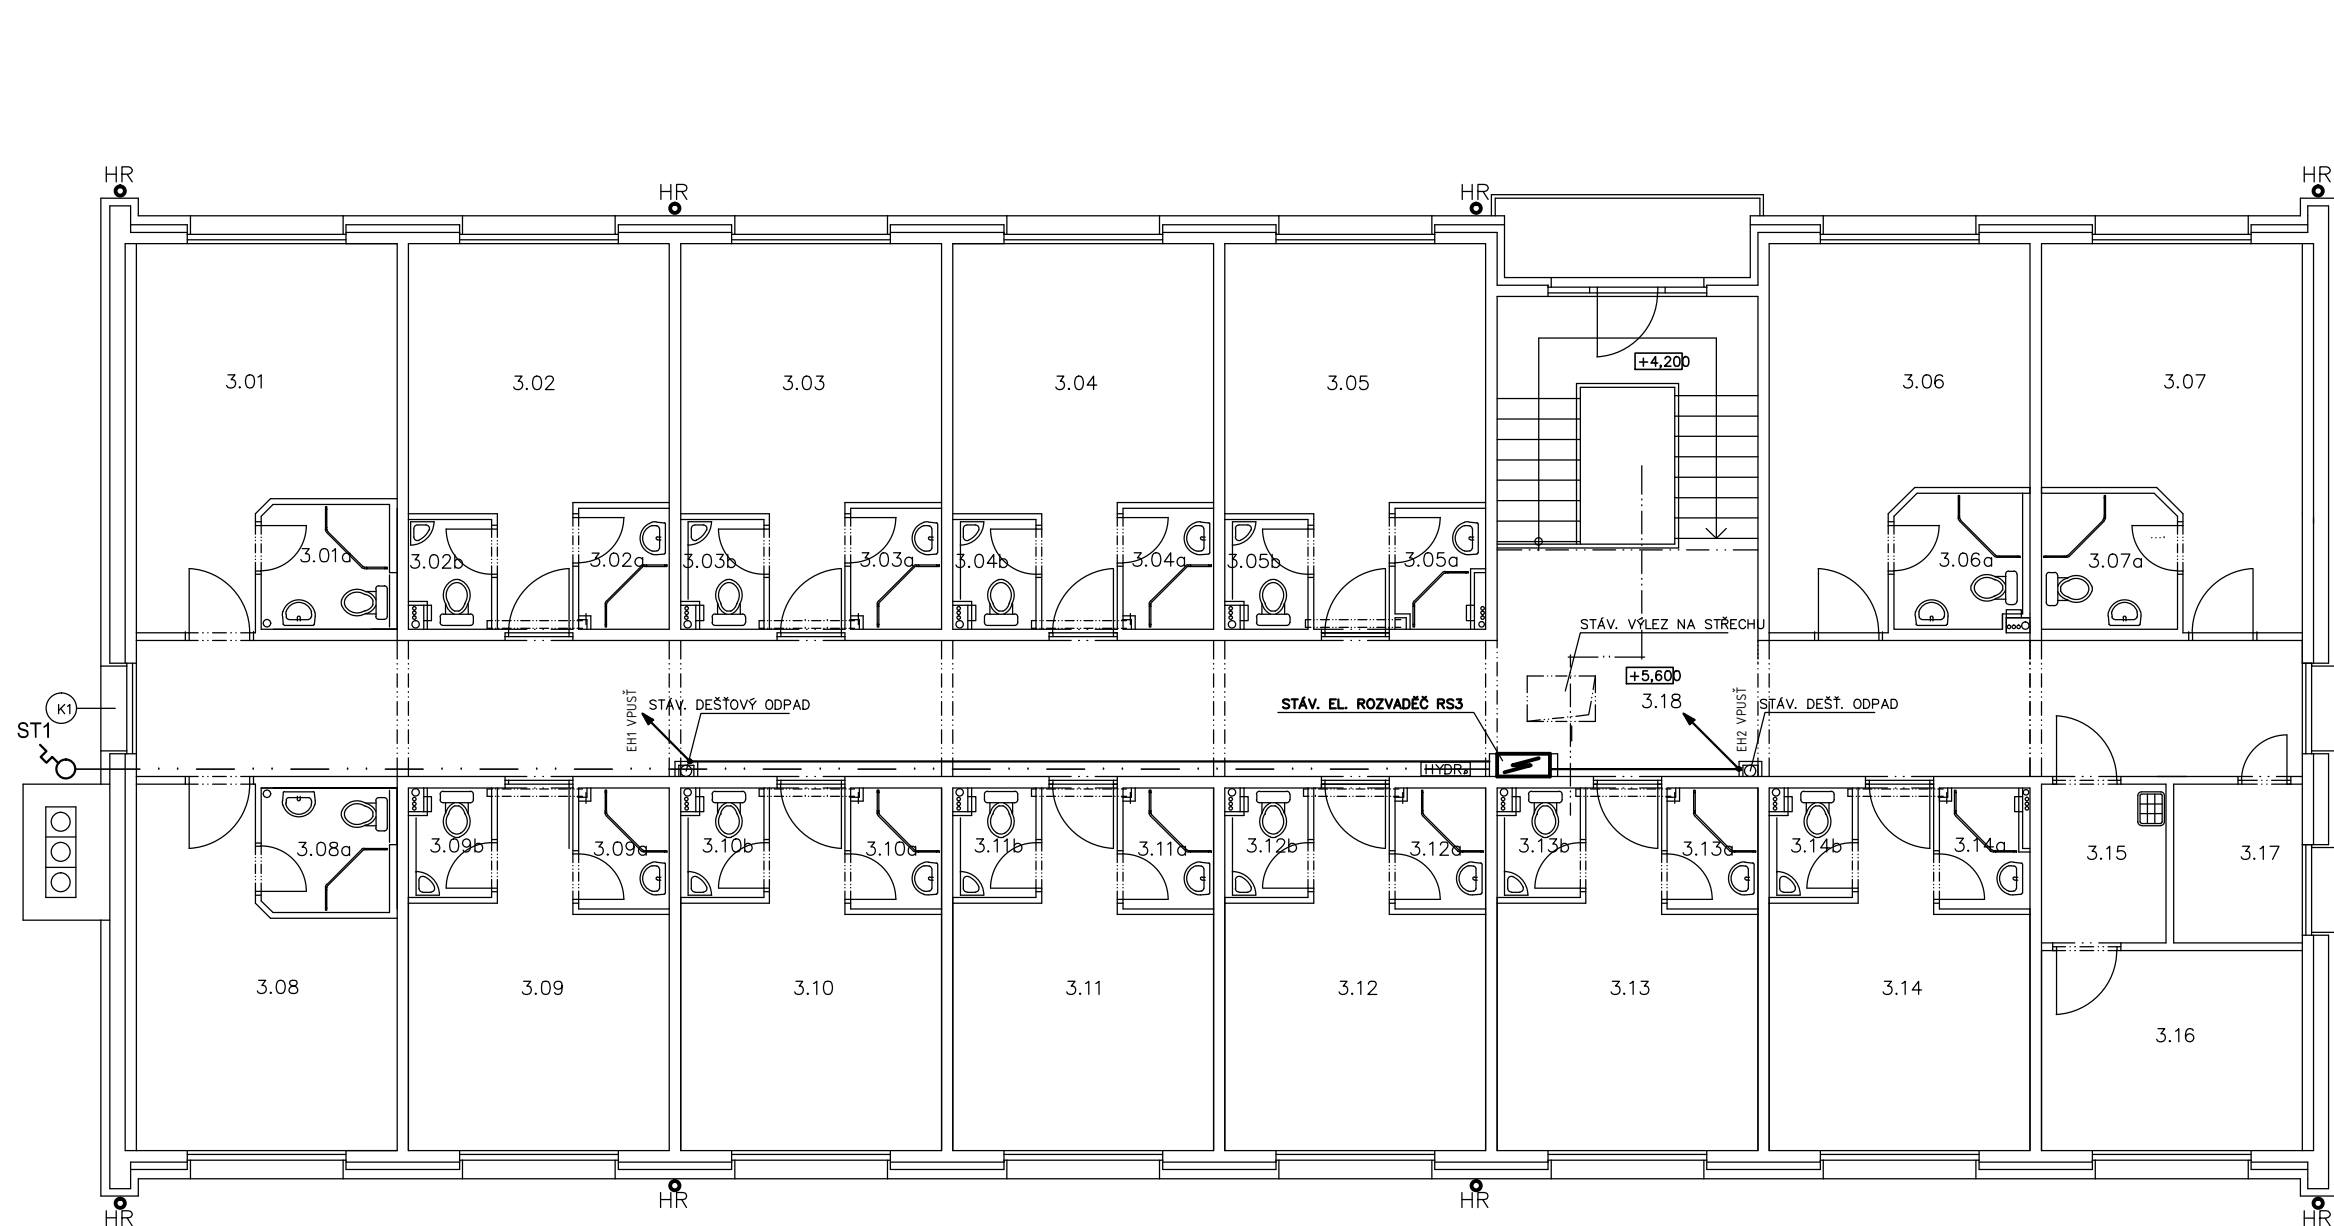 HR
HR
HR
HR
3.01
3.02
3.03
3.04
3.05
+4,200
3.06
3.07
3.01a
3.02b
3.02a
3.03b
3.03a
3.04b
3.04a
3.05b
3.05a
3.06a
3.07a
STÁV. VÝLEZ NA STŘECHU
+5,600
K1
ST1
EH1 VPUSŤ
STÁV. DEŠŤOVÝ ODPAD
STÁV. EL. ROZVADĚČ RS3
3.18
EH2 VPUSŤ
STÁV. DEŠŤ. ODPAD
HYDR.
3.08a
3.09b
3.09a
3.10b
3.10a
3.11b
3.11a
3.12b
3.12a
3.13b
3.13a
3.14b
3.14a
3.15
3.17
3.08
3.09
3.10
3.11
3.12
3.13
3.14
3.16
HR
HR
HR
HR